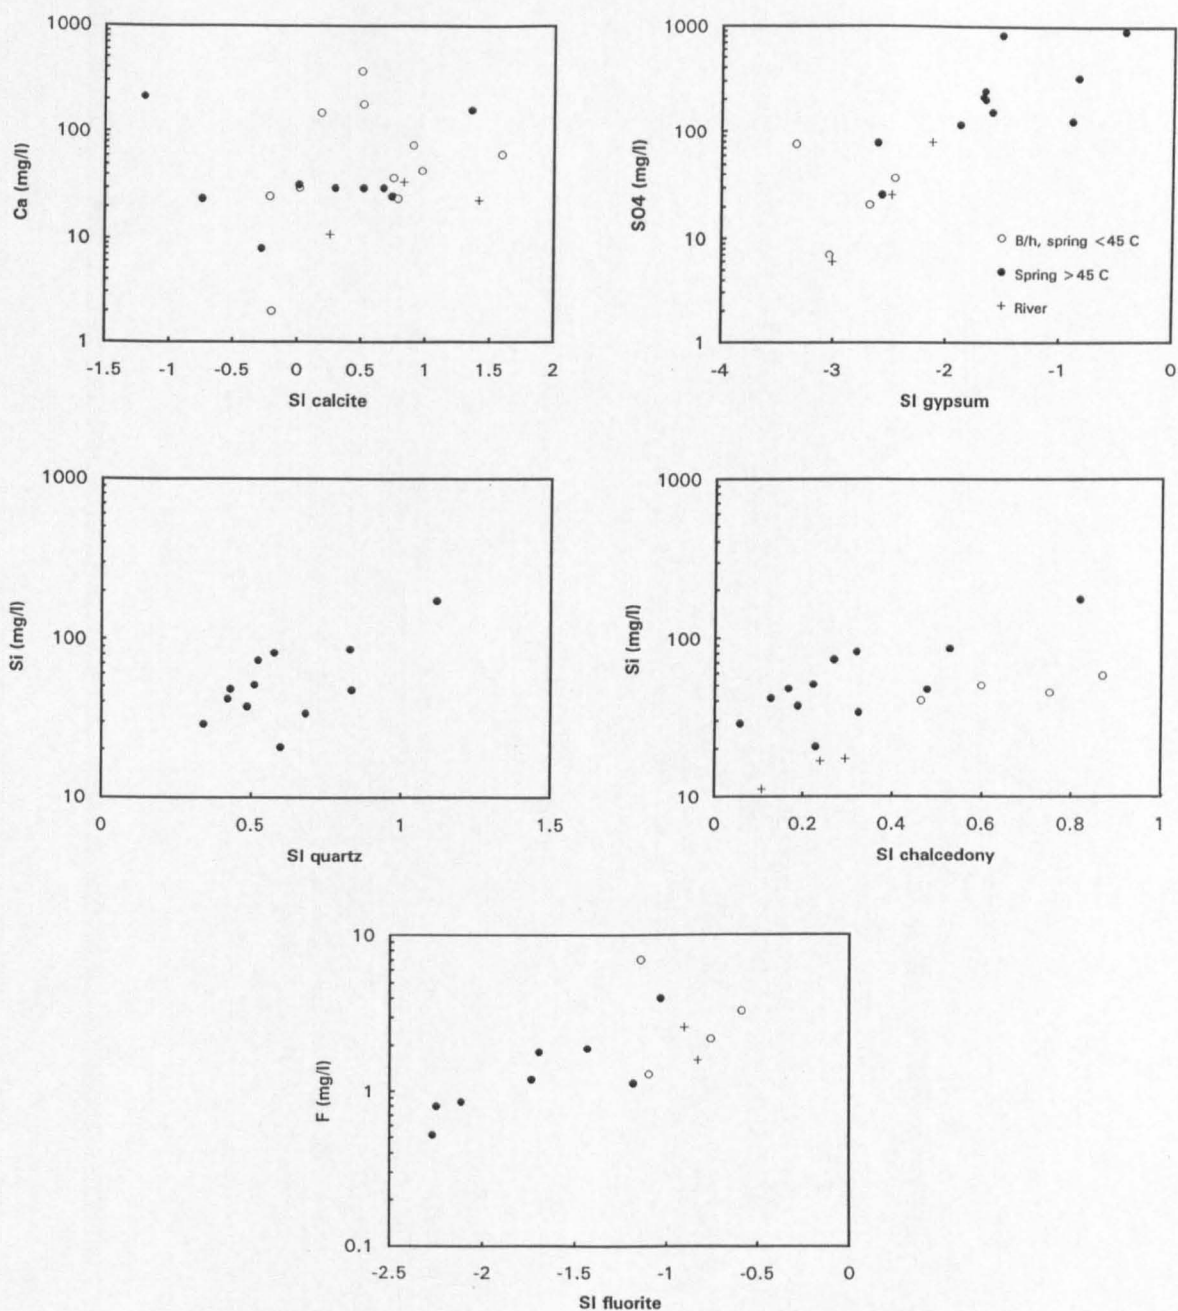 1000
100
10
1
Ca (mg/l)
-1.5 -1 -0.5 0 0.5 1 1.5 2
SI calcite
1000
100
10
1
SO4 (mg/l)
B/h, spring <45 C
Spring >45 C
River
-4 -3 -2 -1 0
SI gypsum
1000
100
10
Si (mg/l)
0 0.5 1 1.5
SI quartz
1000
100
10
Si (mg/l)
0 0.2 0.4 0.6 0.8 1
SI chalcedony
10
1
0.1
F (mg/l)
-2.5 -2 -1.5 -1 -0.5 0
SI fluorite